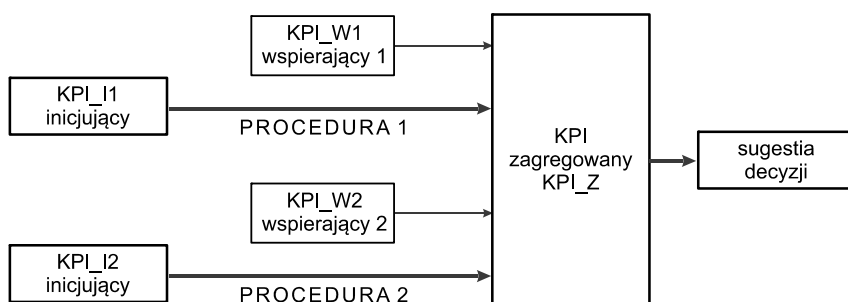 KPI_W1
wspierający 1
KPI_I1
inicjujący
PROCEDURA 1
KPI
zagregowany
KPI_Z
sugestia
decyzji
KPI_W2
wspierający 2
KPI_I2
inicjujący
PROCEDURA 2